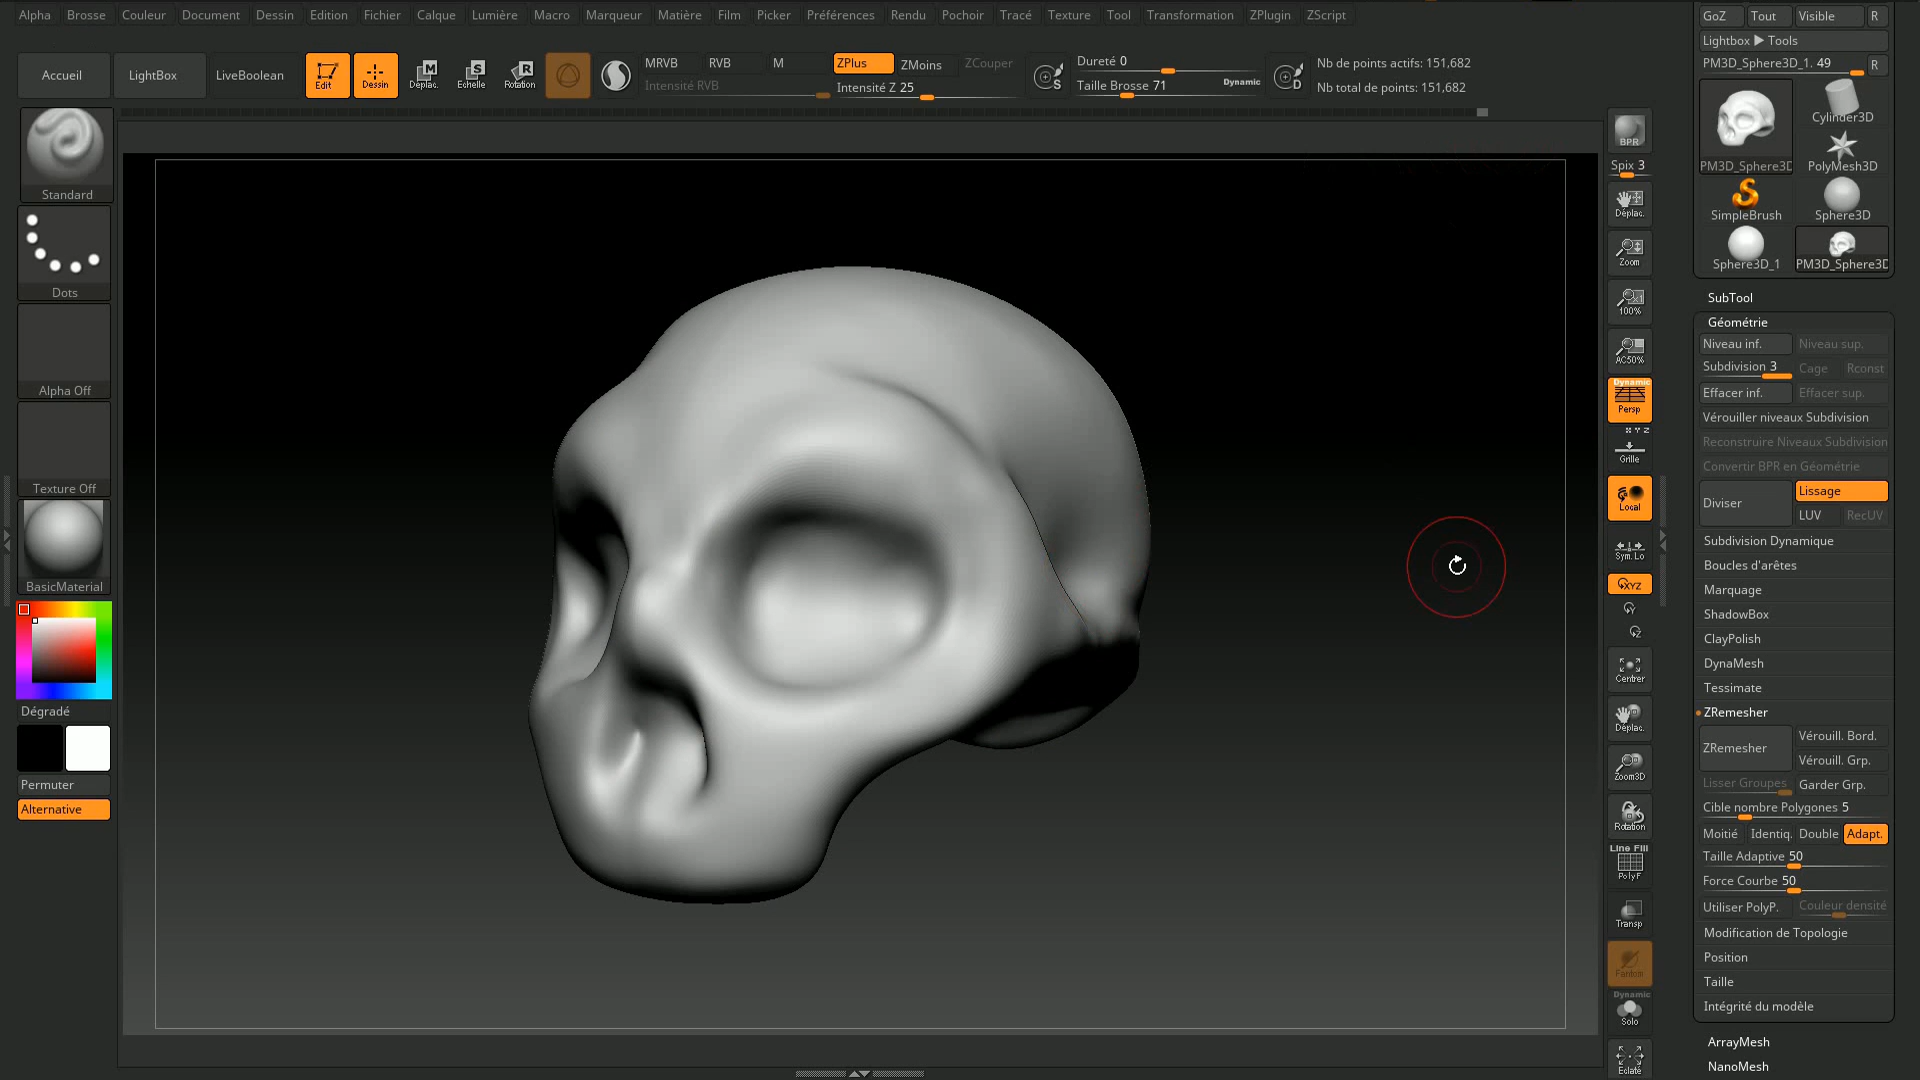 Alpha Brosse Couleur Document Dessin Edition Fichier Calque Lumière Macro Marqueur Matière Film Picker Préférences Rendu Pochoir Tracé Texture Tool Transformation ZPlugin ZScript
Accueil
LightBox
LiveBoolean
Edit
Dessin
Déplac.
Echelle
Rotation
MRVB
RVB
M
Intensité RVB
ZPlus
ZMoins
ZCouper
Intensité Z 25
Dureté 0
Taille Brosse 71
Dynamic
Nb de points actifs: 151,682
Nb total de points: 151,682
Standard
Dots
Alpha Off
Texture Off
BasicMaterial
Dégradé
Permuter
Alternative
BPR
Spix 3
Déplac.
Zoom
100%
AC50%
Dynamic
Persp
X Y Z
Grille
Local
Sym. Lo
XYZ
Centrer
Déplac.
Zoom3D
Rotation
Line Fill
PolyF
Transp
Fantom
Dynamic
Solo
Eclaté
GoZ
Tout
Visible
R
Lightbox ▶ Tools
PM3D_Sphere3D_1. 49
R
PM3D_Sphere3D
Cylinder3D
PolyMesh3D
SimpleBrush
Sphere3D
Sphere3D_1
PM3D_Sphere3D
SubTool
Géométrie
Niveau inf.
Niveau sup.
Subdivision 3
Cage
Rconst
Effacer inf.
Effacer sup.
Vérouiller niveaux Subdivision
Reconstruire Niveaux Subdivision
Convertir BPR en Géométrie
Diviser
Lissage
LUV
RecUV
Subdivision Dynamique
Boucles d'arêtes
Marquage
ShadowBox
ClayPolish
DynaMesh
Tessimate
ZRemesher
ZRemesher
Vérouill. Bord.
Vérouill. Grp.
Lisser Groupes
Garder Grp.
Cible nombre Polygones 5
Moitié
Identiq.
Double
Adapt.
Taille Adaptive 50
Force Courbe 50
Utiliser PolyP.
Couleur densité
Modification de Topologie
Position
Taille
Intégrité du modèle
ArrayMesh
NanoMesh